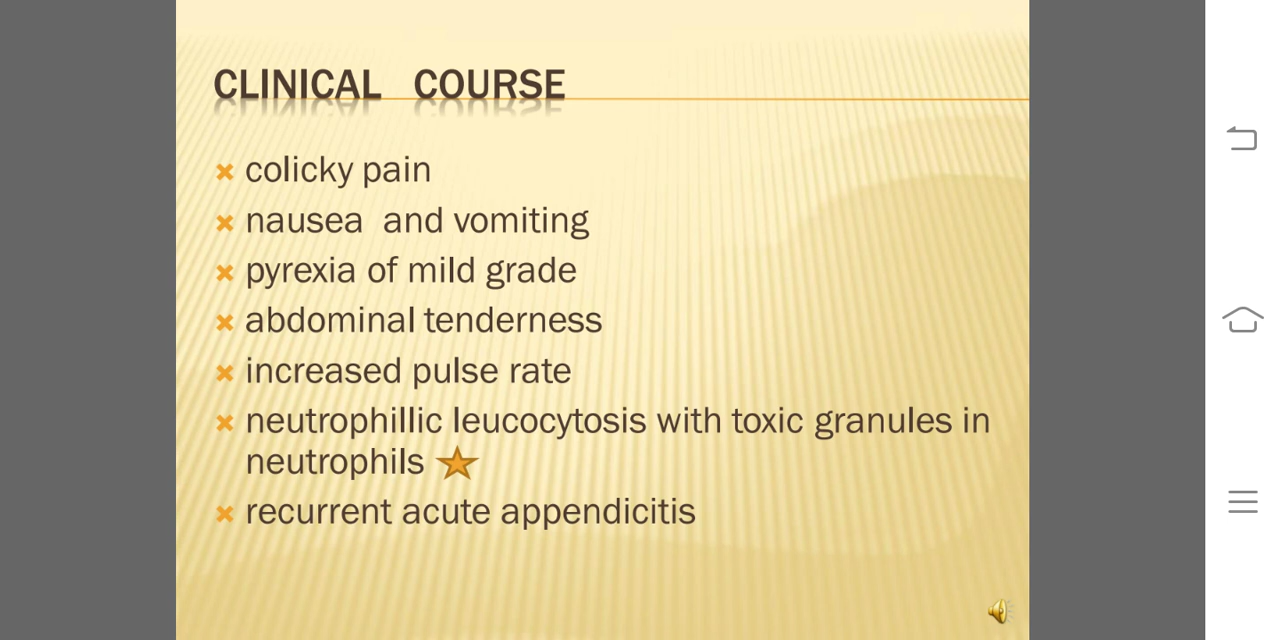 CLINICAL COURSE
colicky pain
nausea and vomiting
pyrexia of mild grade
abdominal tenderness
increased pulse rate
neutrophillic leucocytosis with toxic granules in
neutrophils
recurrent acute appendicitis